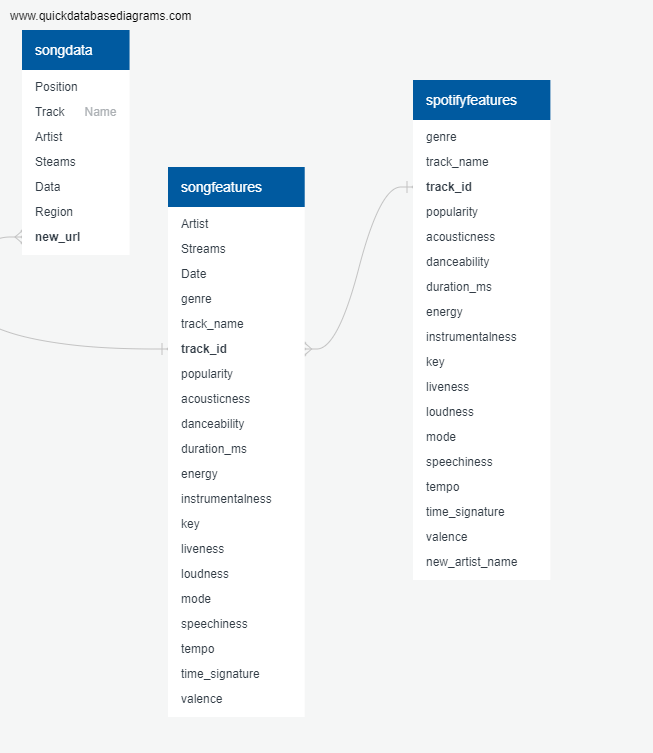 www.quickdatabasediagrams.com
songdata
Position
Track Name
Artist
Steams
Data
Region
new_url
songfeatures
Artist
Streams
Date
genre
track_name
track_id
popularity
acousticness
danceability
duration_ms
energy
instrumentalness
key
liveness
loudness
mode
speechiness
tempo
time_signature
valence
spotifyfeatures
genre
track_name
track_id
popularity
acousticness
danceability
duration_ms
energy
instrumentalness
key
liveness
loudness
mode
speechiness
tempo
time_signature
valence
new_artist_name